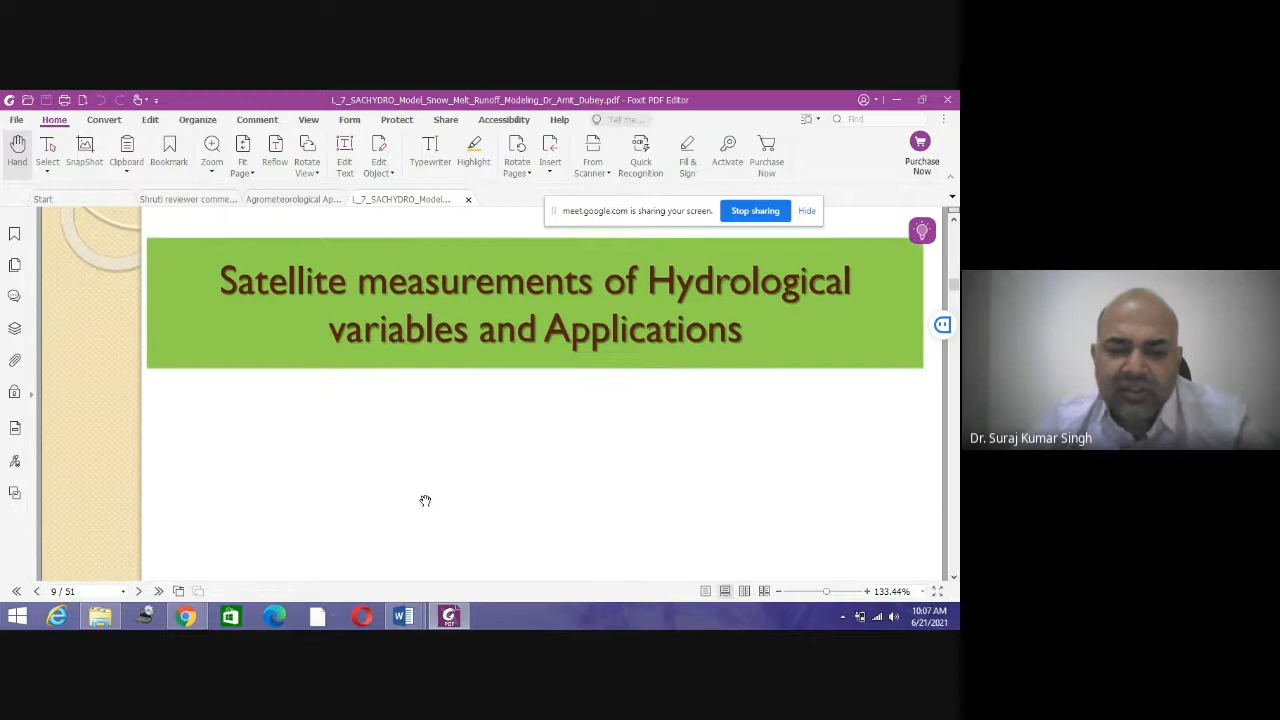 L_7_SACHYDRO_Model_Snow_Melt_Runoff_Modeling_Dr_Amit_Dubey.pdf - Foxit PDF Editor
File Home Convert Edit Organize Comment View Form Protect Share Accessibility Help Tell me... Find
Hand Select SnapShot Clipboard Bookmark Zoom Fit Page Reflow Rotate View Edit Text Edit Object Typewriter Highlight Rotate Pages Insert From Scanner Quick Recognition Fill & Sign Activate Purchase Now Purchase Now
Start Shruti reviewer comme... Agrometeorological Ap... L_7_SACHYDRO_Model...
meet.google.com is sharing your screen. Stop sharing Hide
Satellite measurements of Hydrological
variables and Applications
Dr. Suraj Kumar Singh
9 / 51 133.44%
10:07 AM
6/21/2021